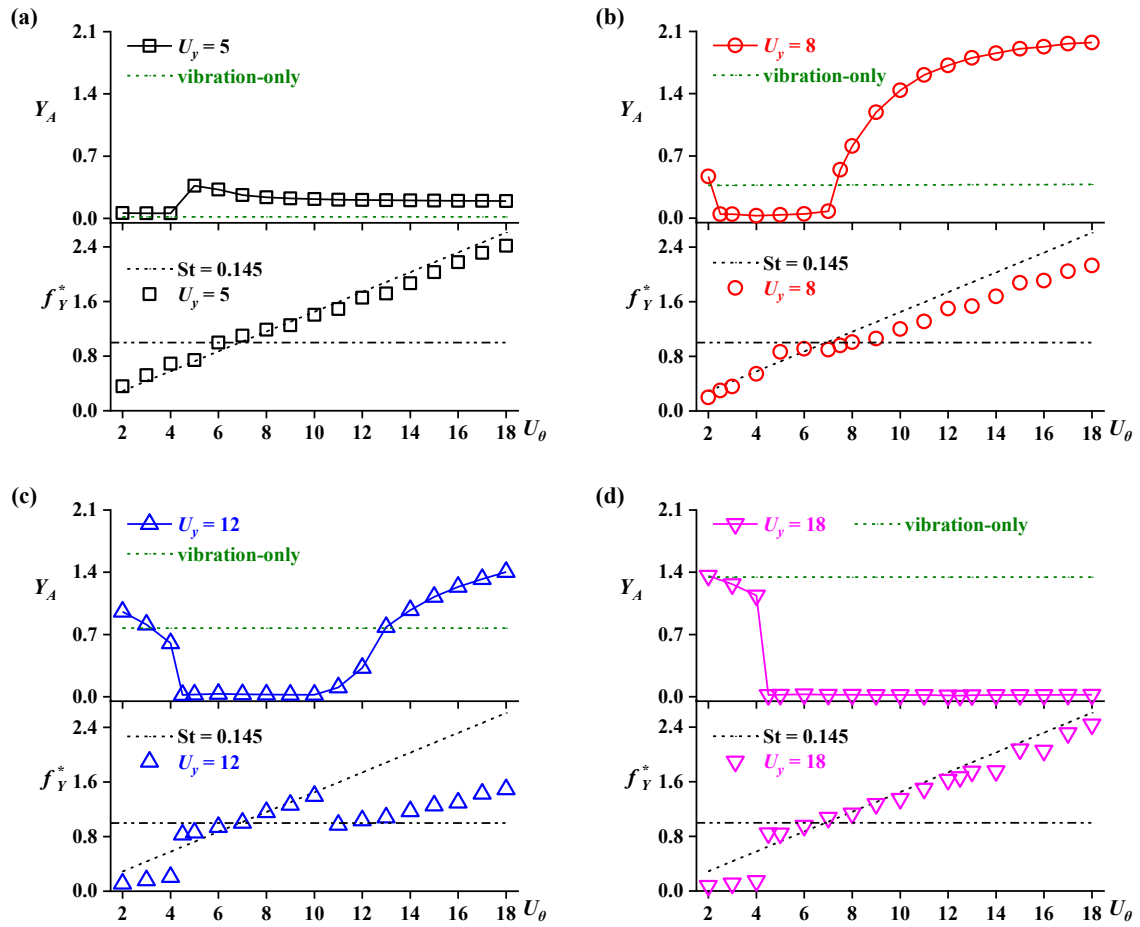 (a)
2.1
1.4
0.7
0.0
Y_A
U_y = 5
vibration-only
2.4
1.6
0.8
0.0
f_Y^*
St = 0.145
U_y = 5
2 4 6 8 10 12 14 16 18 U_θ
(b)
2.1
1.4
0.7
0.0
Y_A
U_y = 8
vibration-only
2.4
1.6
0.8
0.0
f_Y^*
St = 0.145
U_y = 8
2 4 6 8 10 12 14 16 18 U_θ
(c)
2.1
1.4
0.7
0.0
Y_A
U_y = 12
vibration-only
2.4
1.6
0.8
0.0
f_Y^*
St = 0.145
U_y = 12
2 4 6 8 10 12 14 16 18 U_θ
(d)
2.1
1.4
0.7
0.0
Y_A
U_y = 18 vibration-only
2.4
1.6
0.8
0.0
f_Y^*
St = 0.145
U_y = 18
2 4 6 8 10 12 14 16 18 U_θ